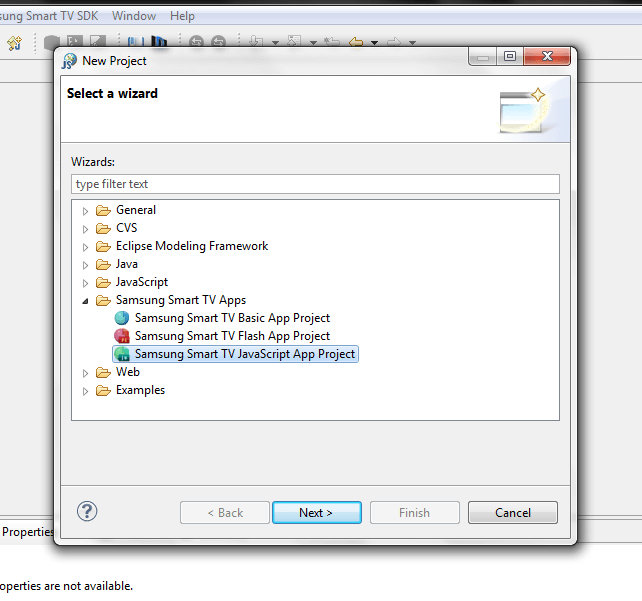 sung Smart TV SDK Window Help
New Project
Select a wizard
Wizards:
type filter text
General
CVS
Eclipse Modeling Framework
Java
JavaScript
Samsung Smart TV Apps
Samsung Smart TV Basic App Project
Samsung Smart TV Flash App Project
Samsung Smart TV JavaScript App Project
Web
Examples
? < Back Next > Finish Cancel
Properties
operties are not available.